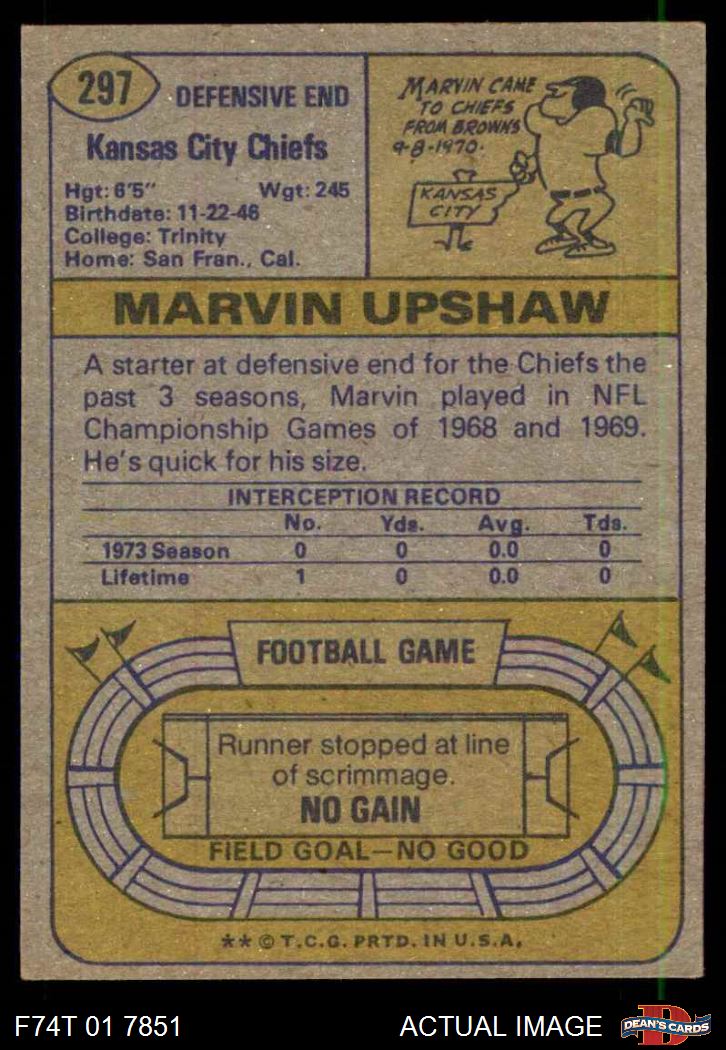 297
DEFENSIVE END
Kansas City Chiefs
Hgt: 6'5" Wgt: 245
Birthdate: 11-22-46
College: Trinity
Home: San Fran., Cal.
MARVIN CAME
TO CHIEFS
FROM BROWNS
9-8-1970.
KANSAS
CITY
MARVIN UPSHAW
A starter at defensive end for the Chiefs the
past 3 seasons, Marvin played in NFL
Championship Games of 1968 and 1969.
He's quick for his size.
INTERCEPTION RECORD
No. Yds. Avg. Tds.
1973 Season 0 0 0.0 0
Lifetime 1 0 0.0 0
FOOTBALL GAME
Runner stopped at line
of scrimmage.
NO GAIN
FIELD GOAL—NO GOOD
** © T.C.G. PRTD. IN U.S.A.
F74T 01 7851 ACTUAL IMAGE
D
DEAN'S CARDS